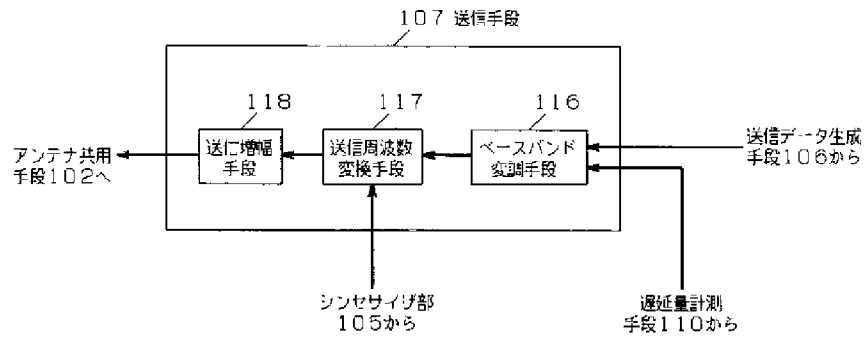 107 送信手段
118
117
116
送信増幅
手段
送信周波数
変換手段
ベースバンド
変調手段
アンテナ共用
手段102へ
送信データ生成
手段106から
シンセサイザ部
105から
遅延量計測
手段110から